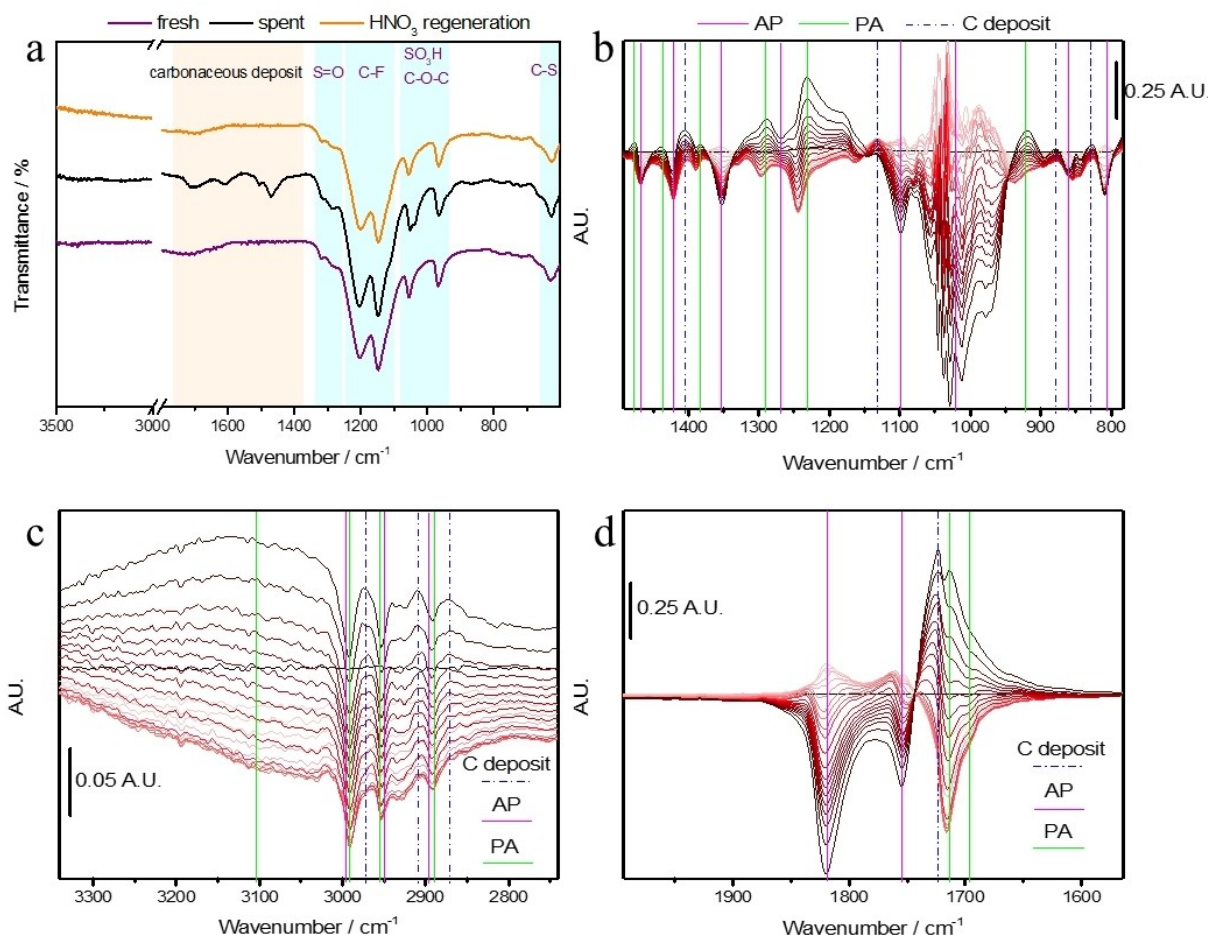 fresh spent HNO₃ regeneration
a
carbonaceous deposit
S=O
C-F
SO₃H
C-O-C
C-S
Transmittance / %
3500 3000 1800 1600 1400 1200 1000 800
Wavenumber / cm⁻¹
AP PA C deposit
b
0.25 A.U.
A.U.
1400 1300 1200 1100 1000 900 800
Wavenumber / cm⁻¹
c
A.U.
0.05 A.U.
C deposit
AP
PA
3300 3200 3100 3000 2900 2800
Wavenumber / cm⁻¹
d
0.25 A.U.
A.U.
C deposit
AP
PA
1900 1800 1700 1600
Wavenumber / cm⁻¹